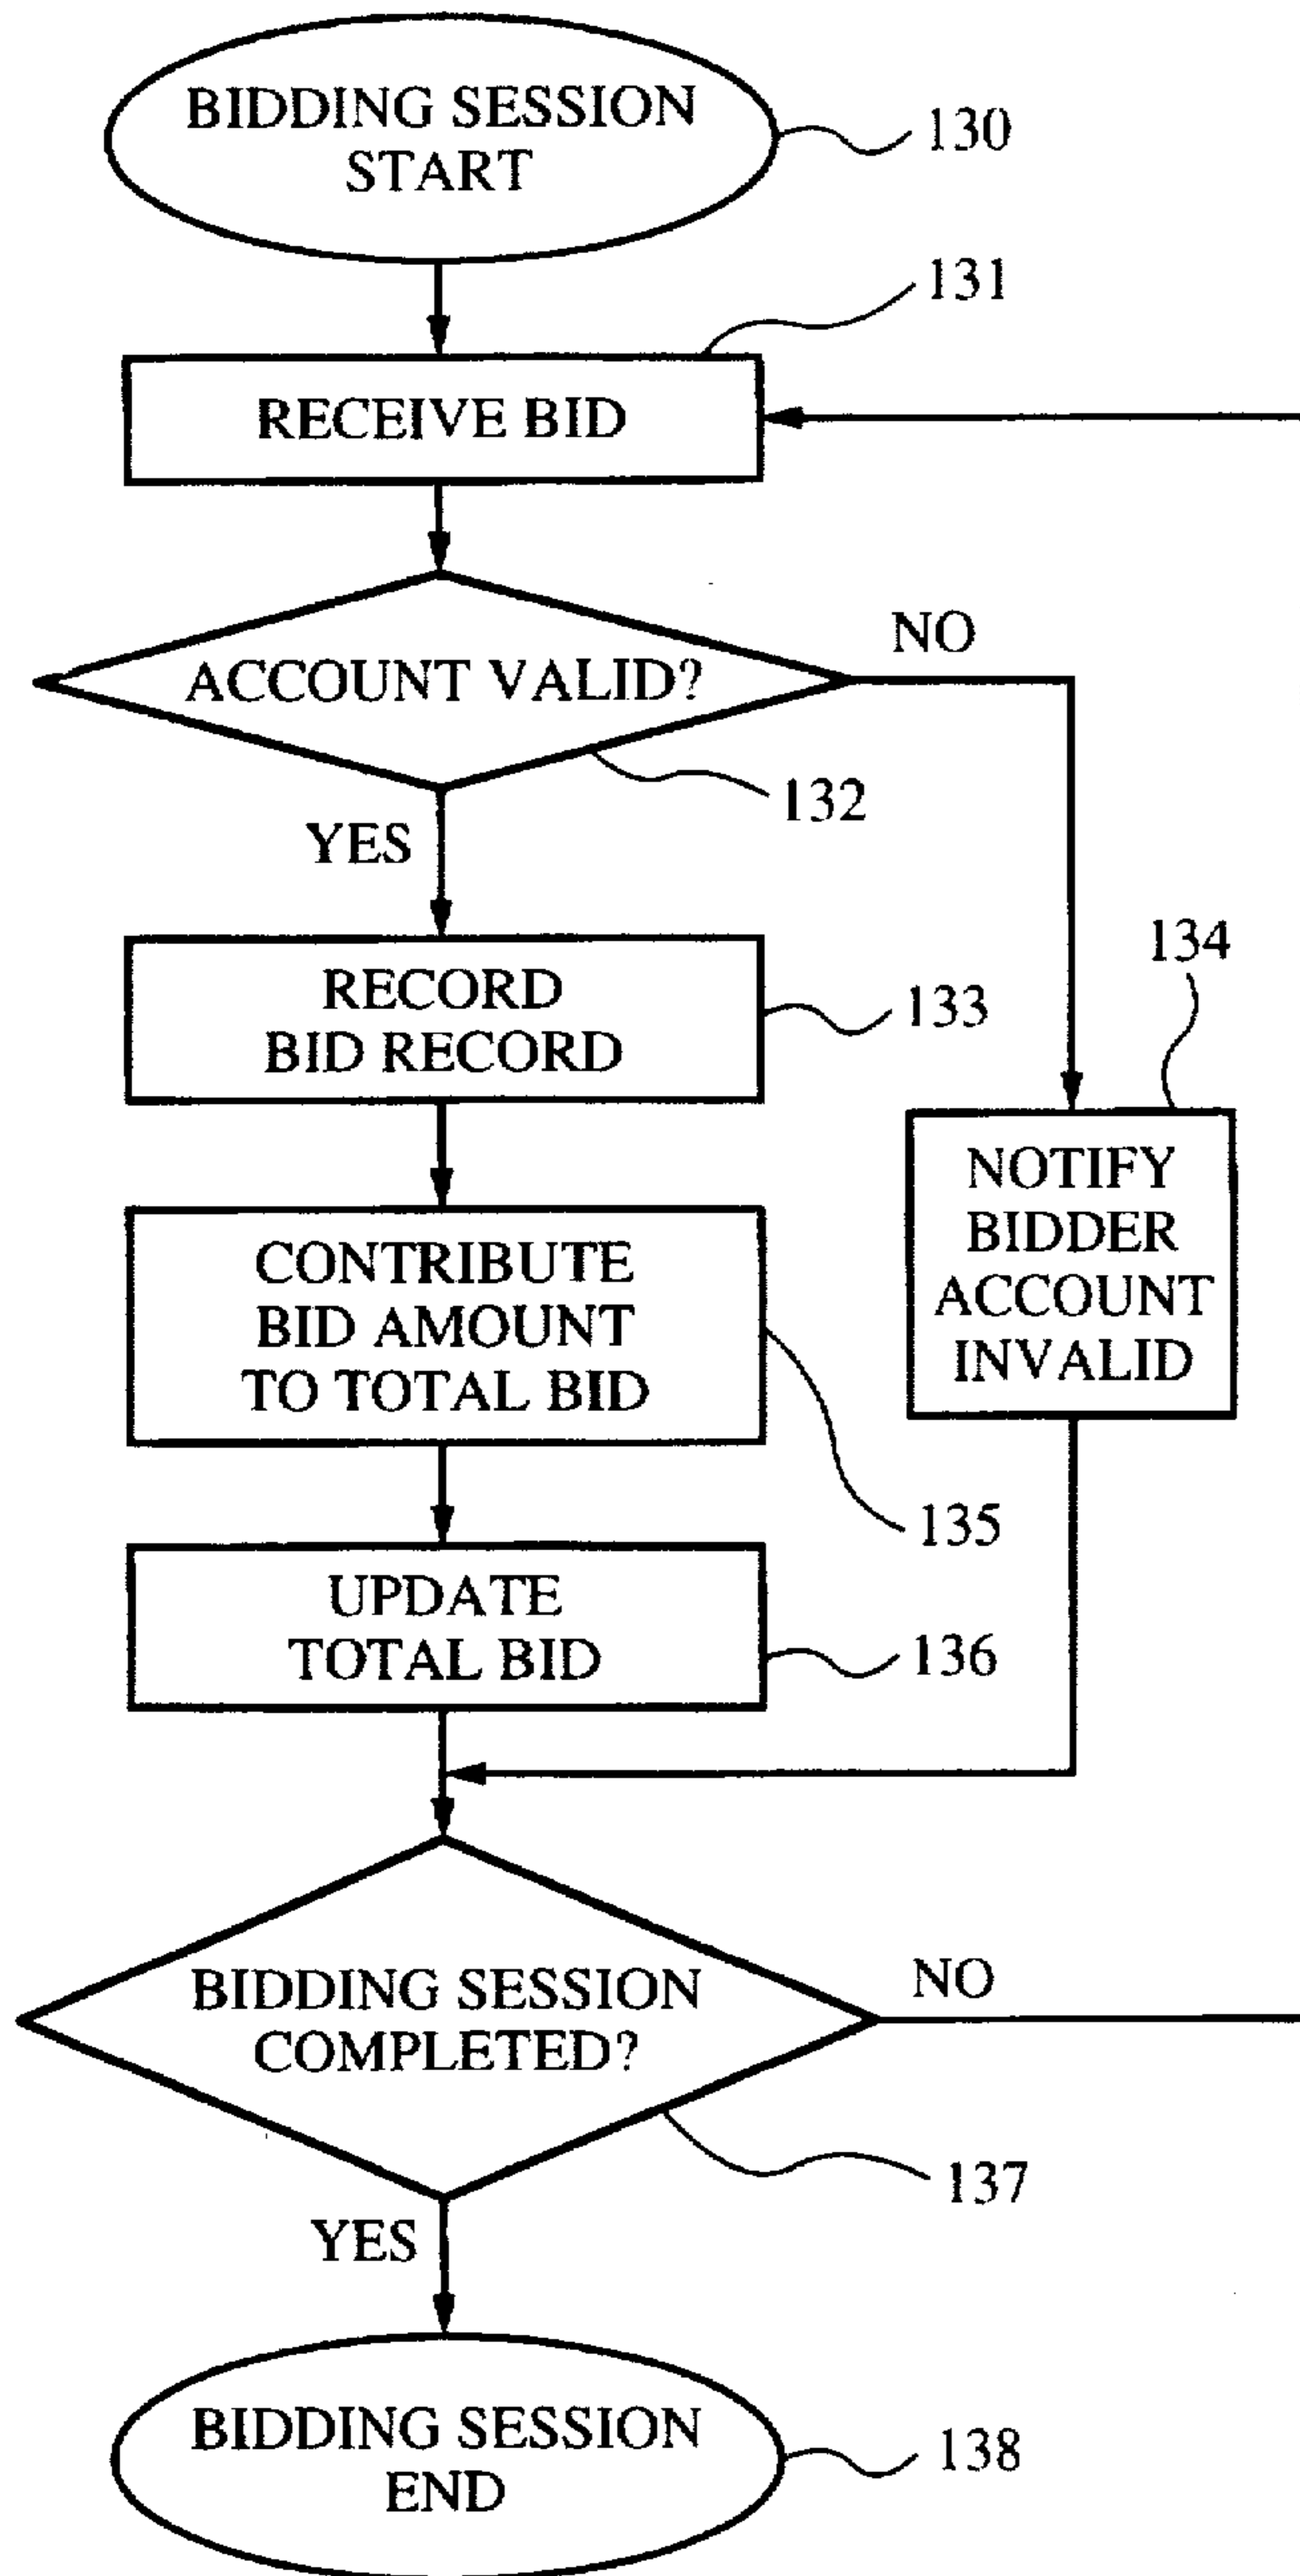 BIDDING SESSION
START
130
131
RECEIVE BID
NO
ACCOUNT VALID?
132
YES
134
RECORD
BID RECORD
133
NOTIFY
BIDDER
ACCOUNT
INVALID
CONTRIBUTE
BID AMOUNT
TO TOTAL BID
135
UPDATE
TOTAL BID
136
BIDDING SESSION
COMPLETED?
NO
137
YES
BIDDING SESSION
END
138